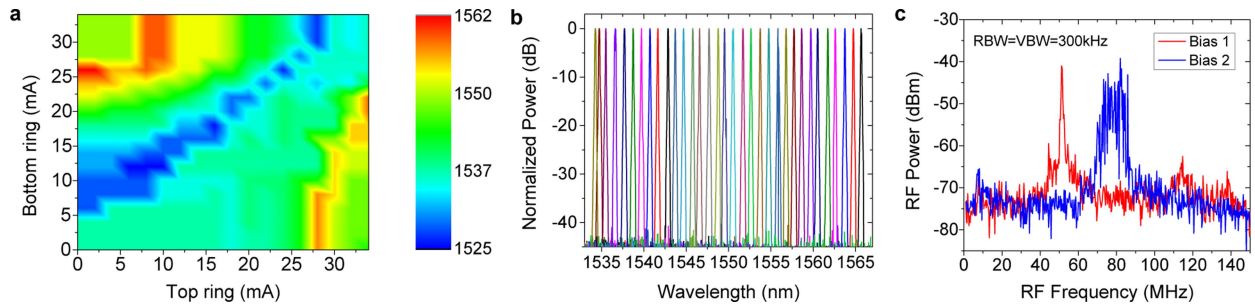 a
Bottom ring (mA)
30
25
20
15
10
5
0
0 5 10 15 20 25 30
Top ring (mA)
1562
1550
1537
1525
b
Normalized Power (dB)
0
-10
-20
-30
-40
1535 1540 1545 1550 1555 1560 1565
Wavelength (nm)
c
RF Power (dBm)
-30
-40
-50
-60
-70
-80
RBW=VBW=300kHz
Bias 1
Bias 2
0 20 40 60 80 100 120 140
RF Frequency (MHz)